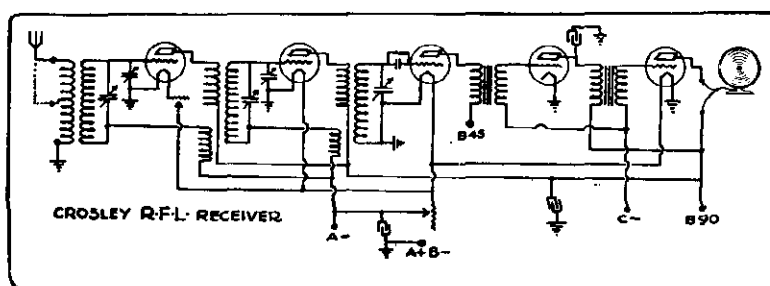 B45
CROSLEY R·F·L· RECEIVER
A-
A+B-
C-
B90